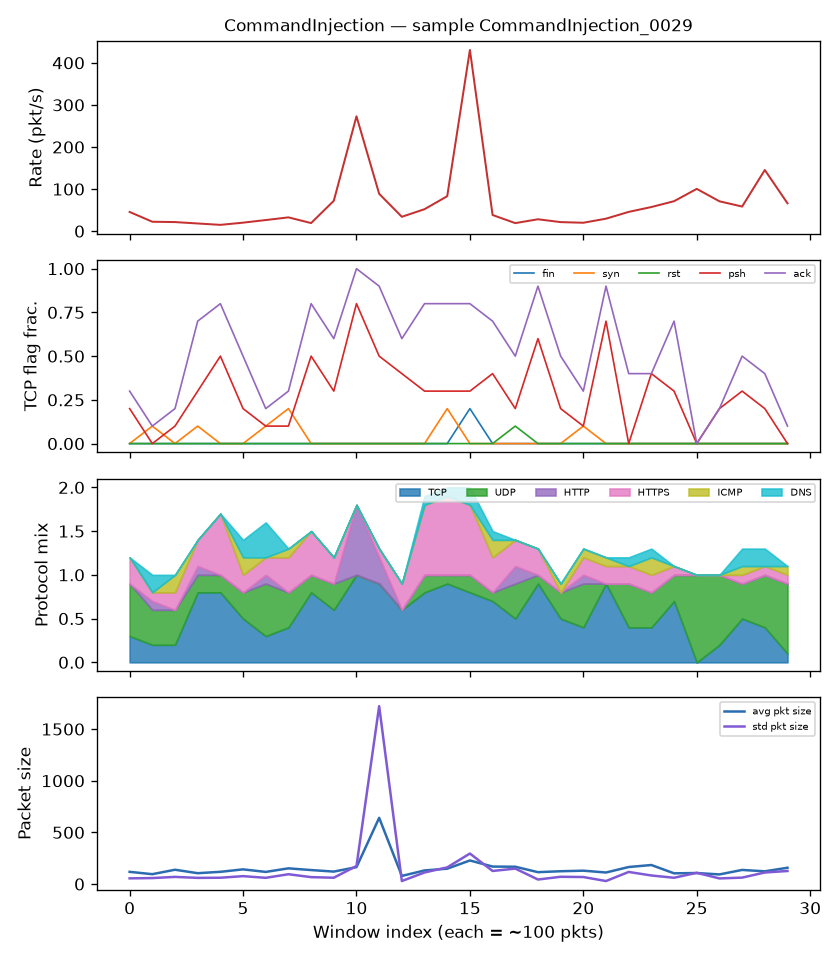 CommandInjection — sample CommandInjection_0029
Rate (pkt/s)
400
300
200
100
0
TCP flag frac.
1.00
0.75
0.50
0.25
0.00
fin syn rst psh ack
Protocol mix
2.0
1.5
1.0
0.5
0.0
TCP UDP HTTP HTTPS ICMP DNS
Packet size
1500
1000
500
0
avg pkt size
std pkt size
0 5 10 15 20 25 30
Window index (each = ~100 pkts)